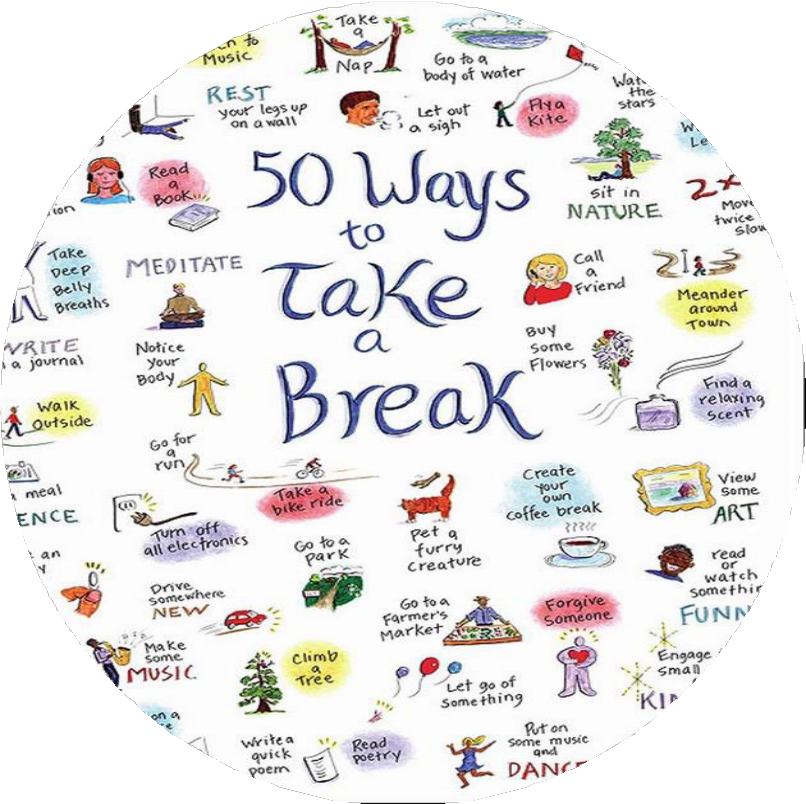 to
Music
Take
a
Nap
Go to a
body of water
REST
your legs up
on a wall
Let out
a sigh
Fly a
Kite
the
stars
Read
a
Book
50 Ways
to
Take
a
Break
sit in
NATURE
2x
twice
Take
Deep
Belly
Breaths
MEDITATE
Call
a
Friend
Meander
around
Town
a journal
Notice
your
Body
Buy
Some
Flowers
Find a
relaxing
scent
Walk
Outside
Go for
a
run
meal
Take a
bike ride
Create
your
own
coffee break
View
some
ART
Turn off
all electronics
Pet a
furry
creature
Go to a
park
an
read
or
watch
Drive
somewhere
NEW
Go to a
Farmer's
Market
Forgive
Someone
Make
some
MUSIC
Climb
a
Tree
Let go of
Something
Engage
small
on a
Write a
quick
poem
Read
poetry
Put on
some music
and